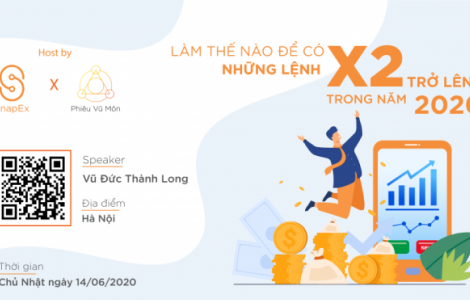 Host by
napEx
X
Phiêu Vũ Môn
LÀM THẾ NÀO ĐỂ CÓ
NHỮNG LỆNH
X2
TRỞ LÊN
TRONG NĂM
2020
Speaker
Vũ Đức Thành Long
Địa điểm
Hà Nội
Thời gian
Chủ Nhật ngày 14/06/2020